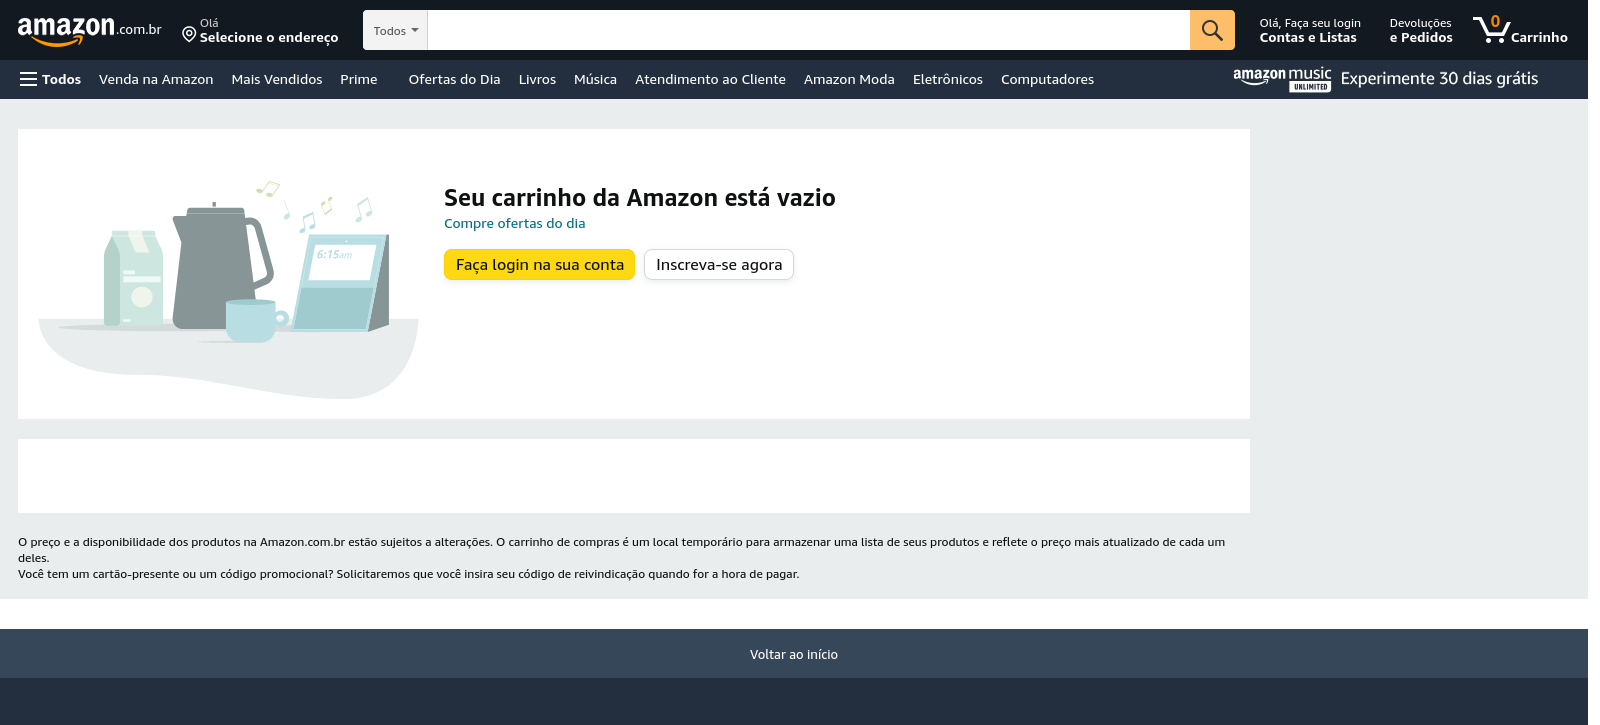 amazon.com.br
Olá
Selecione o endereço
Todos
Olá, Faça seu login
Contas e Listas
Devoluções
e Pedidos
0
Carrinho
Todos Venda na Amazon Mais Vendidos Prime Ofertas do Dia Livros Música Atendimento ao Cliente Amazon Moda Eletrônicos Computadores
amazon music
UNLIMITED
Experimente 30 dias grátis
6:15am
Seu carrinho da Amazon está vazio
Compre ofertas do dia
Faça login na sua conta
Inscreva-se agora
O preço e a disponibilidade dos produtos na Amazon.com.br estão sujeitos a alterações. O carrinho de compras é um local temporário para armazenar uma lista de seus produtos e reflete o preço mais atualizado de cada um
deles.
Você tem um cartão-presente ou um código promocional? Solicitaremos que você insira seu código de reivindicação quando for a hora de pagar.
Voltar ao início